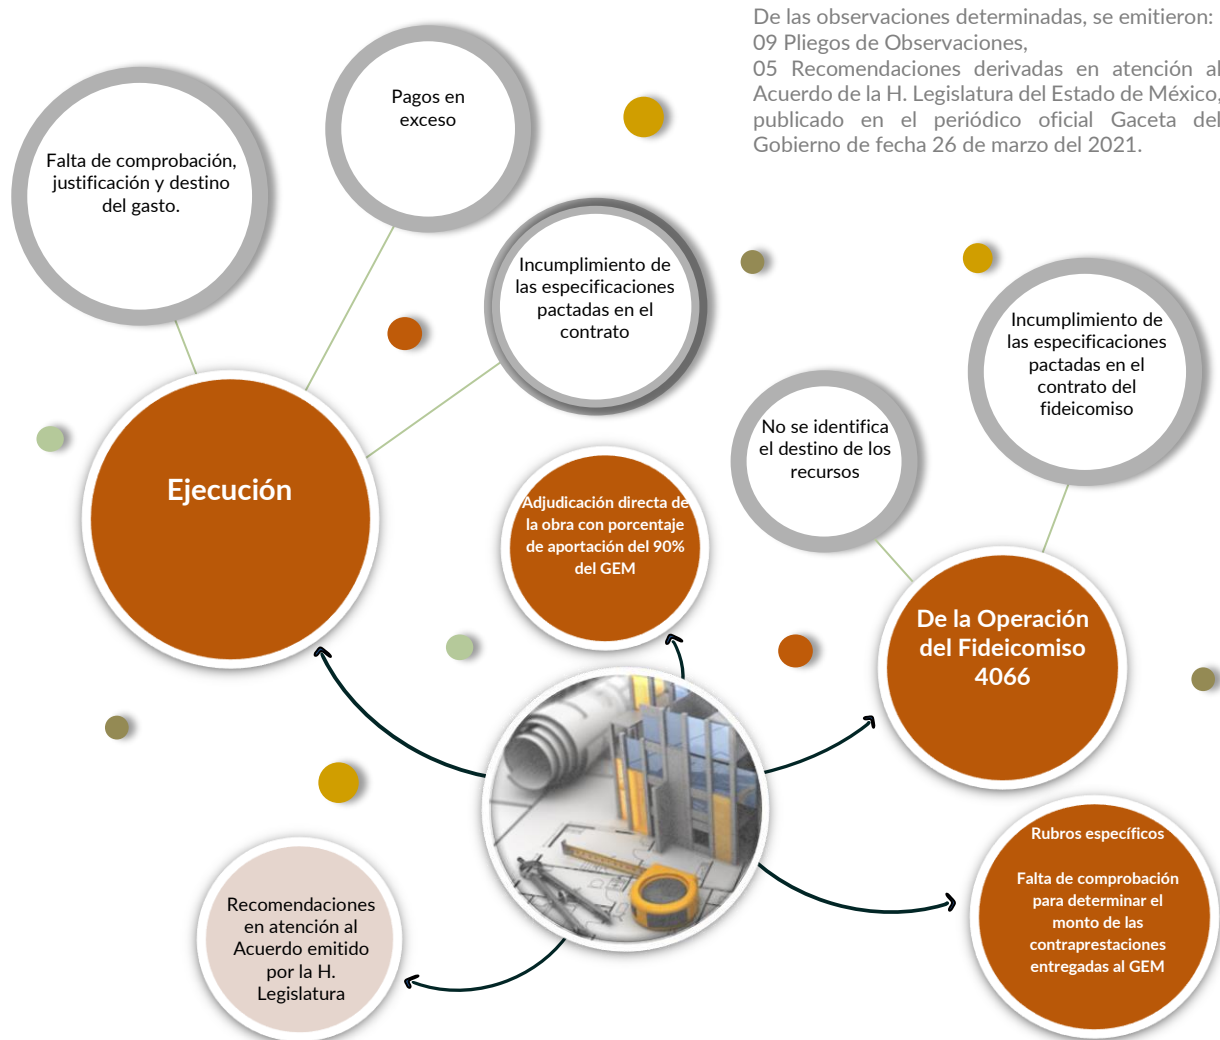 De las observaciones determinadas, se emitieron:
09 Pliegos de Observaciones,
05 Recomendaciones derivadas en atención al
Acuerdo de la H. Legislatura del Estado de México,
publicado en el periódico oficial Gaceta del
Gobierno de fecha 26 de marzo del 2021.
Pagos en
exceso
Falta de comprobación,
justificación y destino
del gasto.
Incumplimiento de
las especificaciones
pactadas en el
contrato
Incumplimiento de
las especificaciones
pactadas en el
contrato del
fideicomiso
No se identifica
el destino de los
recursos
Ejecución
Adjudicación directa de
la obra con porcentaje
de aportación del 90%
del GEM
De la Operación
del Fideicomiso
4066
Rubros específicos
Falta de comprobación
para determinar el
monto de las
contraprestaciones
entregadas al GEM
Recomendaciones
en atención al
Acuerdo emitido
por la H.
Legislatura